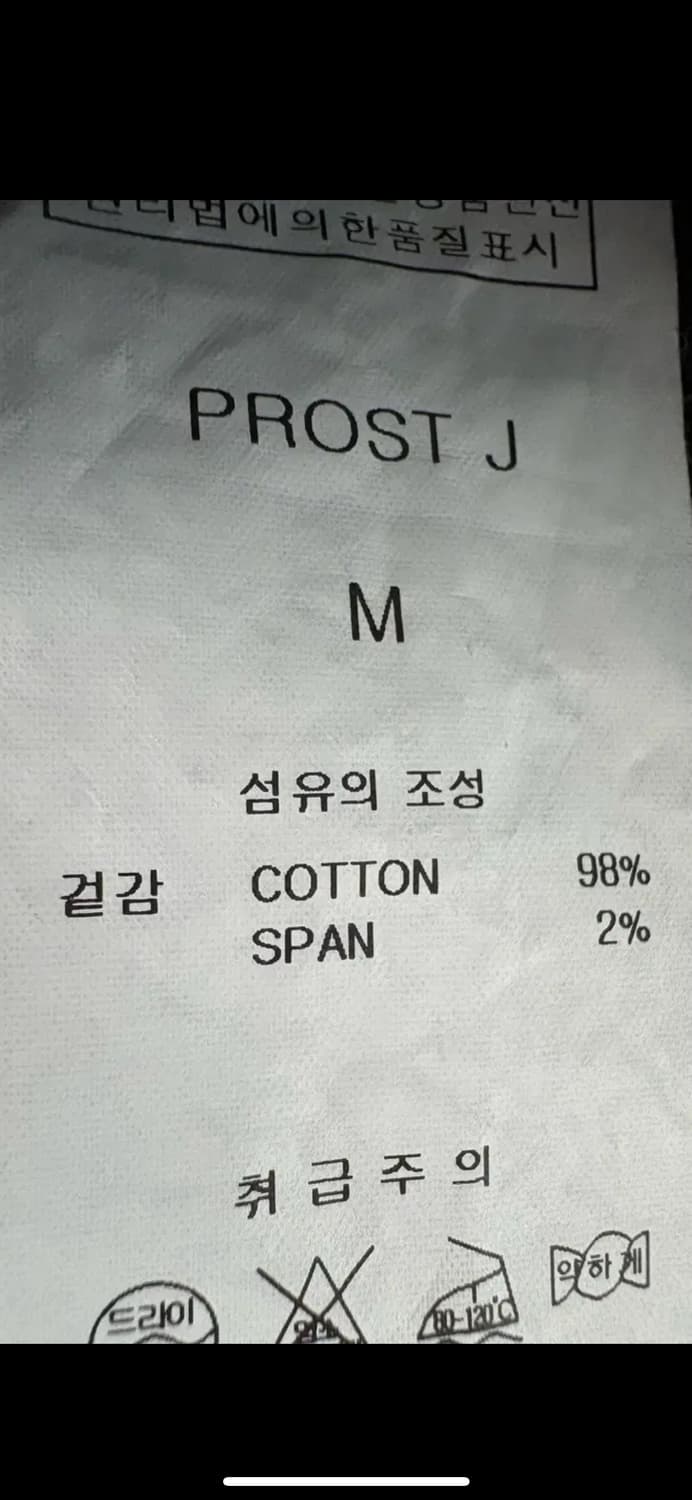 법에의한품질표시
PROST J
M
섬유의 조성
겉감 COTTON 98%
SPAN 2%
취급주의
드라이 80-120℃ 약하게